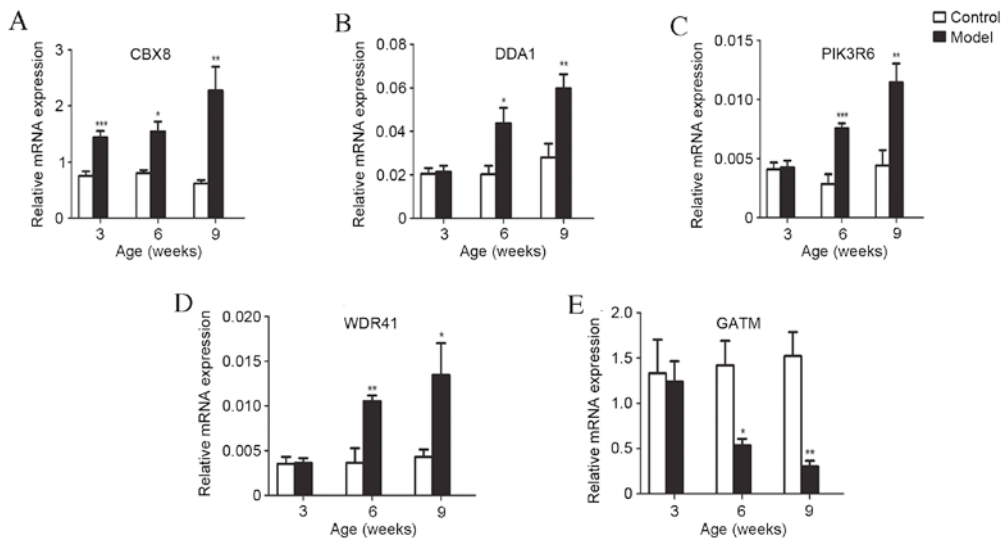 A
CBX8
Relative mRNA expression
3
2
1
0
***
*
**
3 6 9
Age (weeks)
B
DDA1
Relative mRNA expression
0.08
0.06
0.04
0.02
0
*
**
3 6 9
Age (weeks)
C
PIK3R6
Relative mRNA expression
0.015
0.010
0.005
0
***
**
3 6 9
Age (weeks)
Control
Model
D
WDR41
Relative mRNA expression
0.020
0.015
0.010
0.005
0
**
*
3 6 9
Age (weeks)
E
GATM
Relative mRNA expression
2.0
1.5
1.0
0.5
0
*
**
3 6 9
Age (weeks)